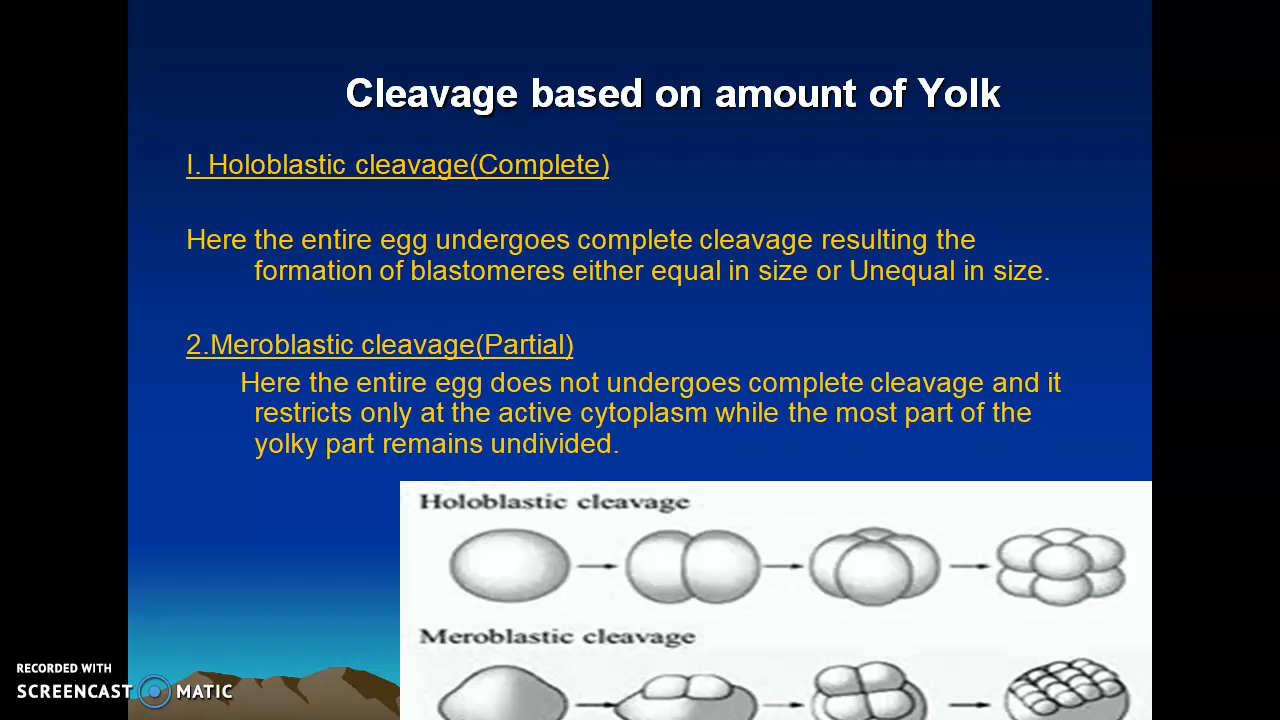 Cleavage based on amount of Yolk
I. Holoblastic cleavage(Complete)
Here the entire egg undergoes complete cleavage resulting the
formation of blastomeres either equal in size or Unequal in size.
2.Meroblastic cleavage(Partial)
Here the entire egg does not undergoes complete cleavage and it
restricts only at the active cytoplasm while the most part of the
yolky part remains undivided.
Holoblastic cleavage
Meroblastic cleavage
RECORDED WITH
SCREENCAST MATIC